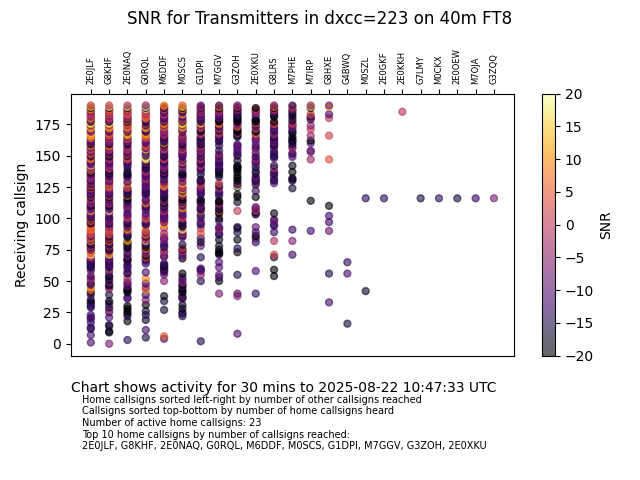 SNR for Transmitters in dxcc=223 on 40m FT8
2E0JLF G8KHF 2E0NAQ G0RQL M6DDF M0SCS G1DPI M7GGV G3ZOH 2E0XKU G8LRS M7PHE M7IRP G8HXE G4BWQ M0SZL 2E0GKF 2E0KKH G7LMY M0CKX 2E0OEW M7OJA G3ZQQ
175
150
125
100
75
50
25
0
Receiving callsign
20
15
10
5
0
−5
−10
−15
−20
SNR
Chart shows activity for 30 mins to 2025-08-22 10:47:33 UTC
Home callsigns sorted left-right by number of other callsigns reached
Callsigns sorted top-bottom by number of home callsigns heard
Number of active home callsigns: 23
Top 10 home callsigns by number of callsigns reached:
2E0JLF, G8KHF, 2E0NAQ, G0RQL, M6DDF, M0SCS, G1DPI, M7GGV, G3ZOH, 2E0XKU